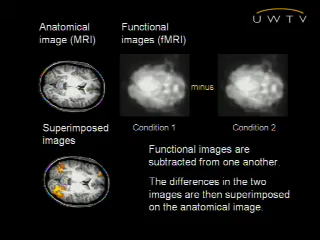 UWTV
Anatomical
image (MRI)
Functional
images (fMRI)
minus
Superimposed
images
Condition 1
Condition 2
Functional images are
subtracted from one another.
The differences in the two
images are then superimposed
on the anatomical image.